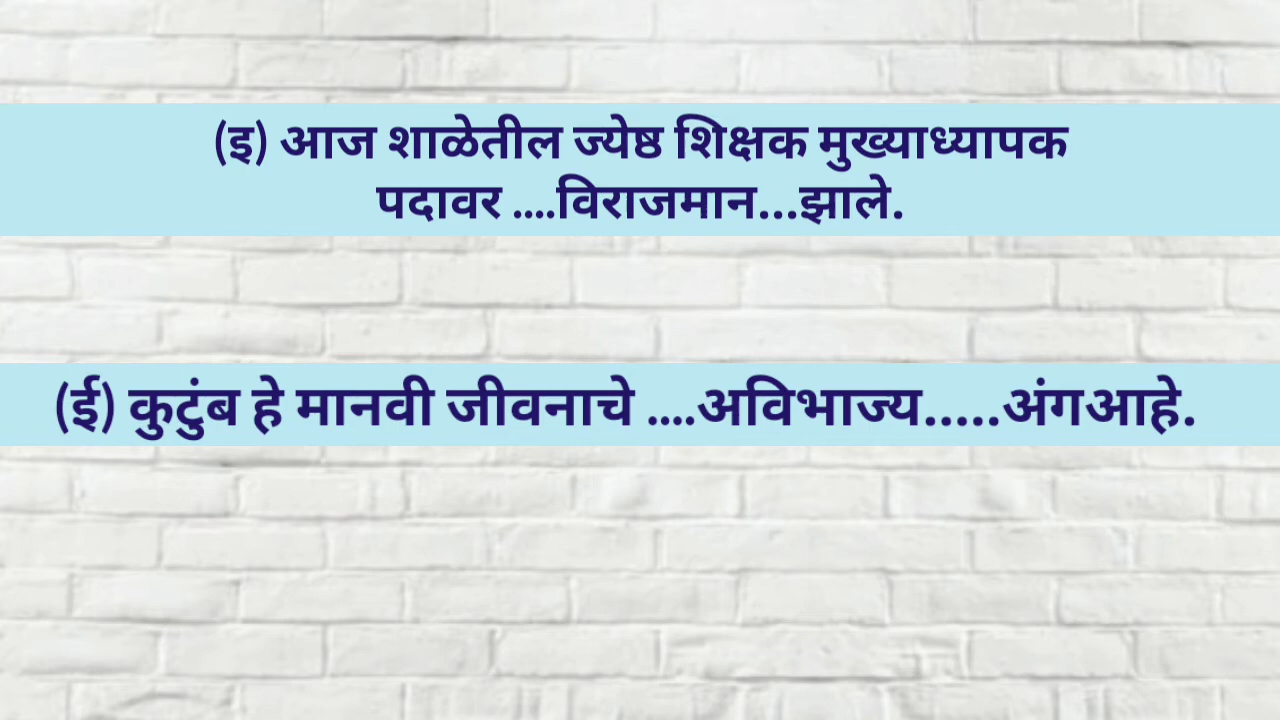 (इ) आज शाळेतील ज्येष्ठ शिक्षक मुख्याध्यापक
पदावर ....विराजमान...झाले.
(ई) कुटुंब हे मानवी जीवनाचे ....अविभाज्य.....अंगआहे.